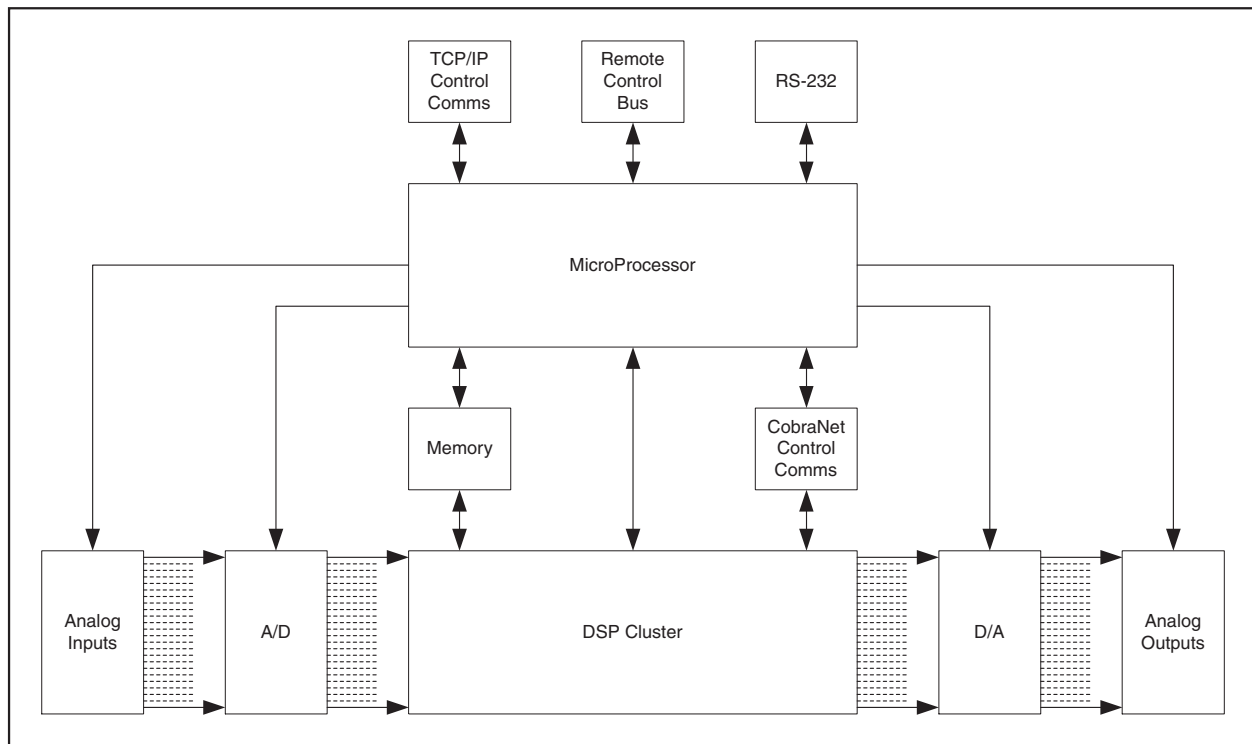 TCP/IP
Control
Comms
Remote
Control
Bus
RS-232
MicroProcessor
Memory
CobraNet
Control
Comms
Analog
Inputs
A/D
DSP Cluster
D/A
Analog
Outputs